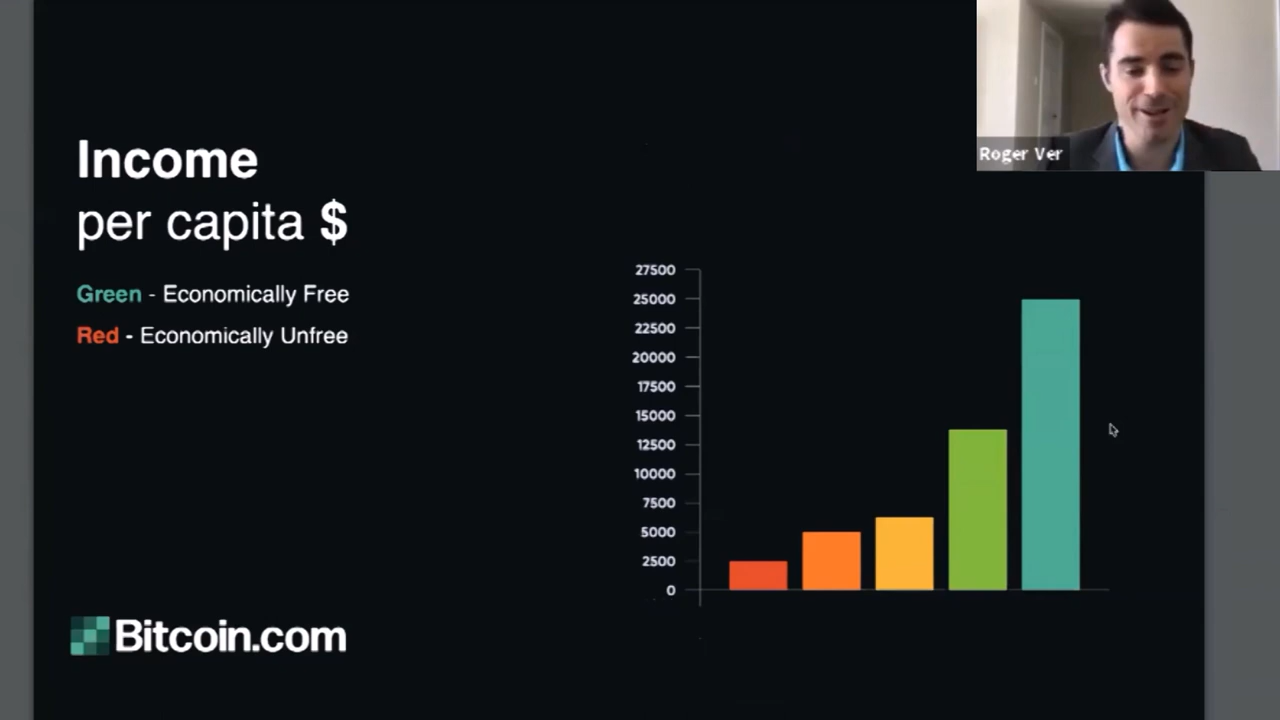 Income
per capita $
Green - Economically Free
Red - Economically Unfree
Roger Ver
27500
25000
22500
20000
17500
15000
12500
10000
7500
5000
2500
0
Bitcoin.com